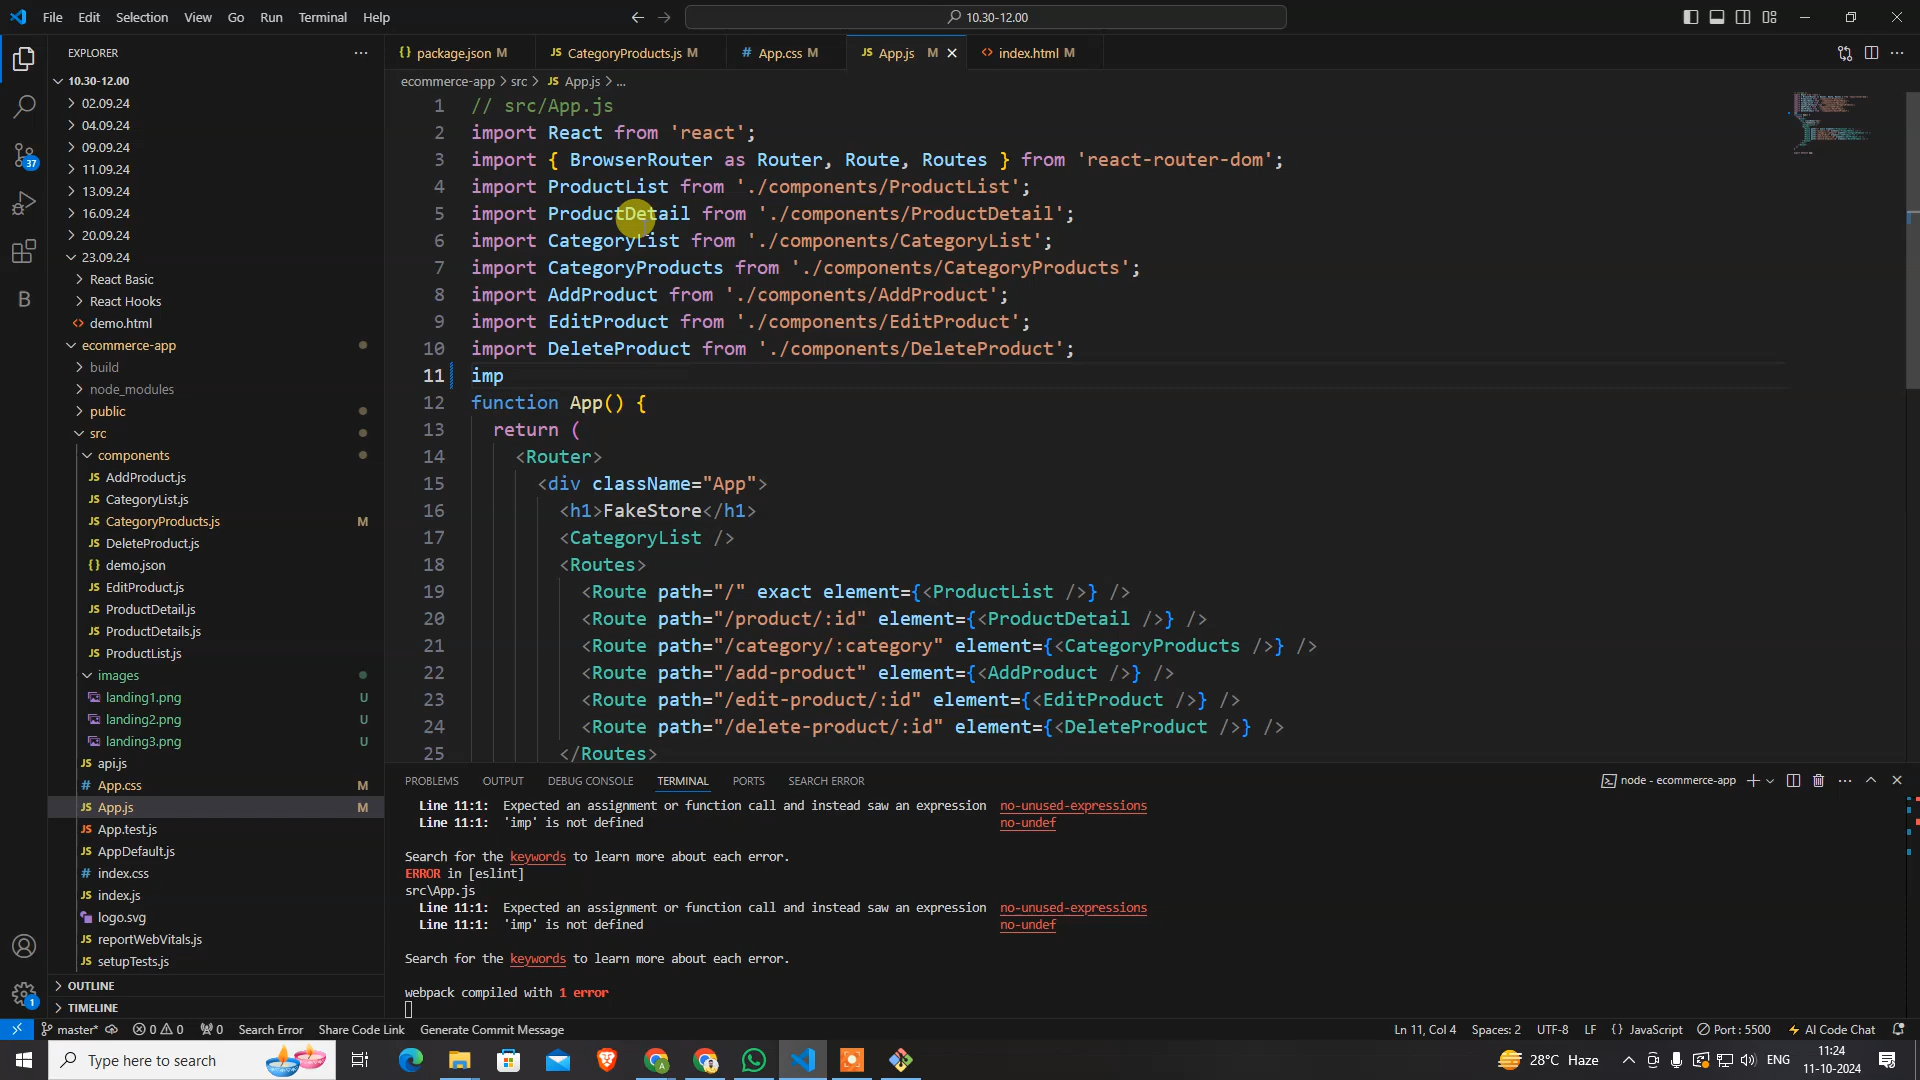 File Edit Selection View Go Run Terminal Help
10.30-12.00
EXPLORER
package.json M
CategoryProducts.js M
App.css M
App.js M
index.html M
ecommerce-app > src > JS App.js > ...
10.30-12.00
02.09.24
04.09.24
09.09.24
11.09.24
13.09.24
16.09.24
20.09.24
23.09.24
React Basic
React Hooks
demo.html
ecommerce-app
build
node_modules
public
src
components
JS AddProduct.js
JS CategoryList.js
JS CategoryProducts.js M
JS DeleteProduct.js
demo.json
JS EditProduct.js
JS ProductDetail.js
JS ProductDetails.js
JS ProductList.js
images
landing1.png U
landing2.png U
landing3.png U
JS api.js
# App.css M
JS App.js M
JS App.test.js
JS AppDefault.js
# index.css
JS index.js
logo.svg
JS reportWebVitals.js
JS setupTests.js
OUTLINE
TIMELINE
37
B
1
1 // src/App.js
2 import React from 'react';
3 import { BrowserRouter as Router, Route, Routes } from 'react-router-dom';
4 import ProductList from './components/ProductList';
5 import ProductDetail from './components/ProductDetail';
6 import CategoryList from './components/CategoryList';
7 import CategoryProducts from './components/CategoryProducts';
8 import AddProduct from './components/AddProduct';
9 import EditProduct from './components/EditProduct';
10 import DeleteProduct from './components/DeleteProduct';
11 imp
12 function App() {
13 return (
14 <Router>
15 <div className="App">
16 <h1>FakeStore</h1>
17 <CategoryList />
18 <Routes>
19 <Route path="/" exact element={<ProductList />} />
20 <Route path="/product/:id" element={<ProductDetail />} />
21 <Route path="/category/:category" element={<CategoryProducts />} />
22 <Route path="/add-product" element={<AddProduct />} />
23 <Route path="/edit-product/:id" element={<EditProduct />} />
24 <Route path="/delete-product/:id" element={<DeleteProduct />} />
25 </Routes>
PROBLEMS OUTPUT DEBUG CONSOLE TERMINAL PORTS SEARCH ERROR
node - ecommerce-app
Line 11:1: Expected an assignment or function call and instead saw an expression no-unused-expressions
Line 11:1: 'imp' is not defined no-undef
Search for the keywords to learn more about each error.
ERROR in [eslint]
src\App.js
Line 11:1: Expected an assignment or function call and instead saw an expression no-unused-expressions
Line 11:1: 'imp' is not defined no-undef
Search for the keywords to learn more about each error.
webpack compiled with 1 error
master* 0 0 0 Search Error Share Code Link Generate Commit Message
Ln 11, Col 4 Spaces: 2 UTF-8 LF {} JavaScript Port : 5500 AI Code Chat
Type here to search
28°C Haze
ENG
11:24
11-10-2024